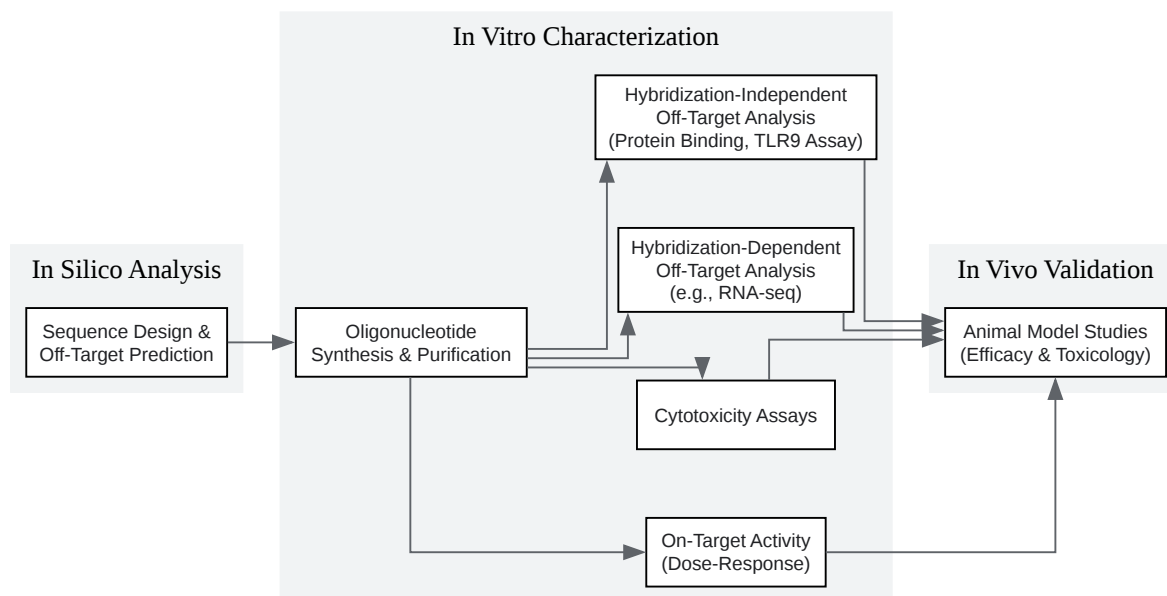 In Vitro Characterization
Hybridization-Independent
Off-Target Analysis
(Protein Binding, TLR9 Assay)
Hybridization-Dependent
Off-Target Analysis
(e.g., RNA-seq)
In Silico Analysis
Sequence Design &
Off-Target Prediction
Oligonucleotide
Synthesis & Purification
Cytotoxicity Assays
On-Target Activity
(Dose-Response)
In Vivo Validation
Animal Model Studies
(Efficacy & Toxicology)